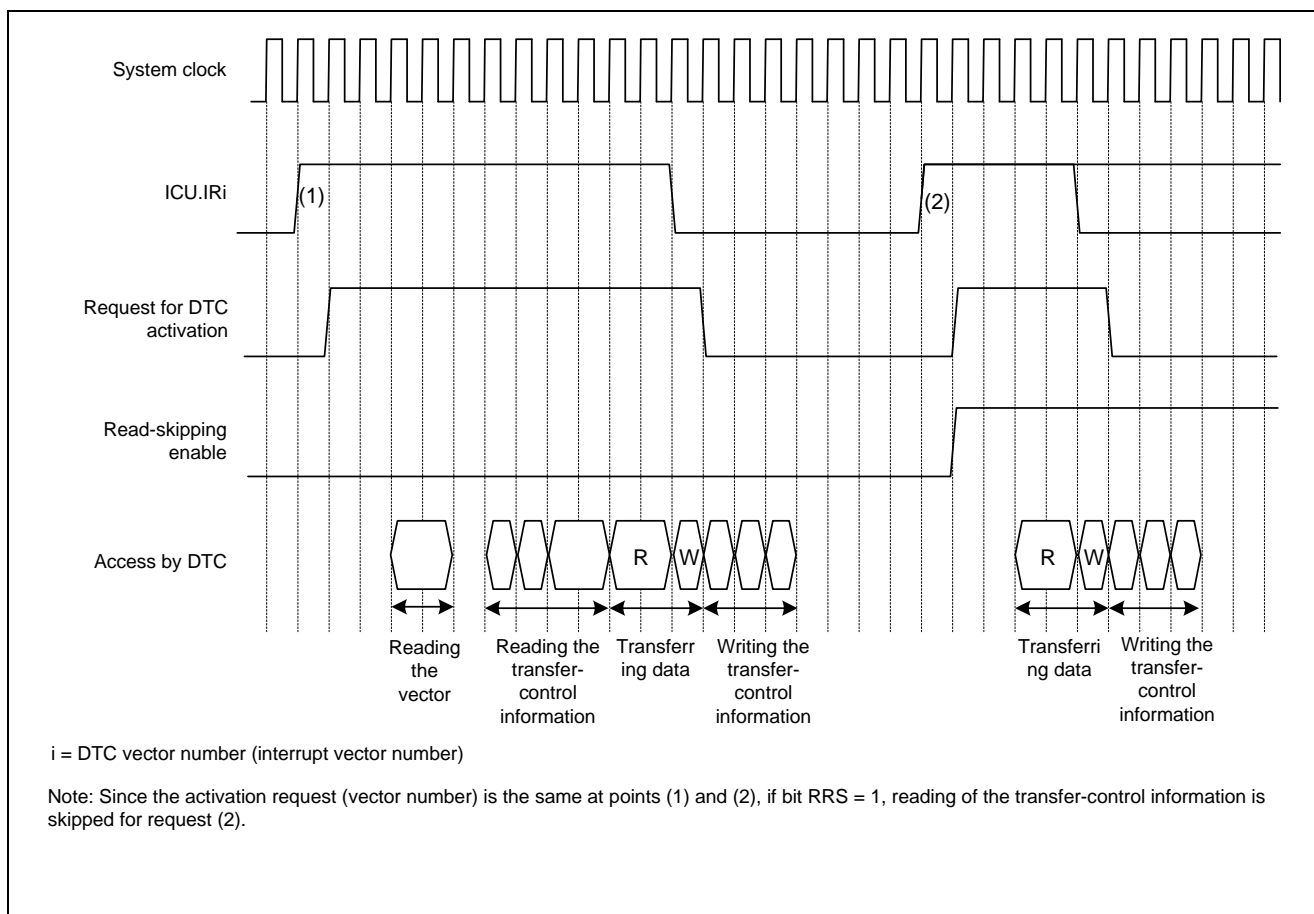 System clock
ICU.IRi
(1)
(2)
Request for DTC
activation
Read-skipping
enable
Access by DTC
R
W
R
W
Reading
the
vector
Reading the
transfer-
control
information
Transferr
ing data
Writing the
transfer-
control
information
Transferri
ng data
Writing the
transfer-
control
information
i = DTC vector number (interrupt vector number)
Note: Since the activation request (vector number) is the same at points (1) and (2), if bit RRS = 1, reading of the transfer-control information is
skipped for request (2).